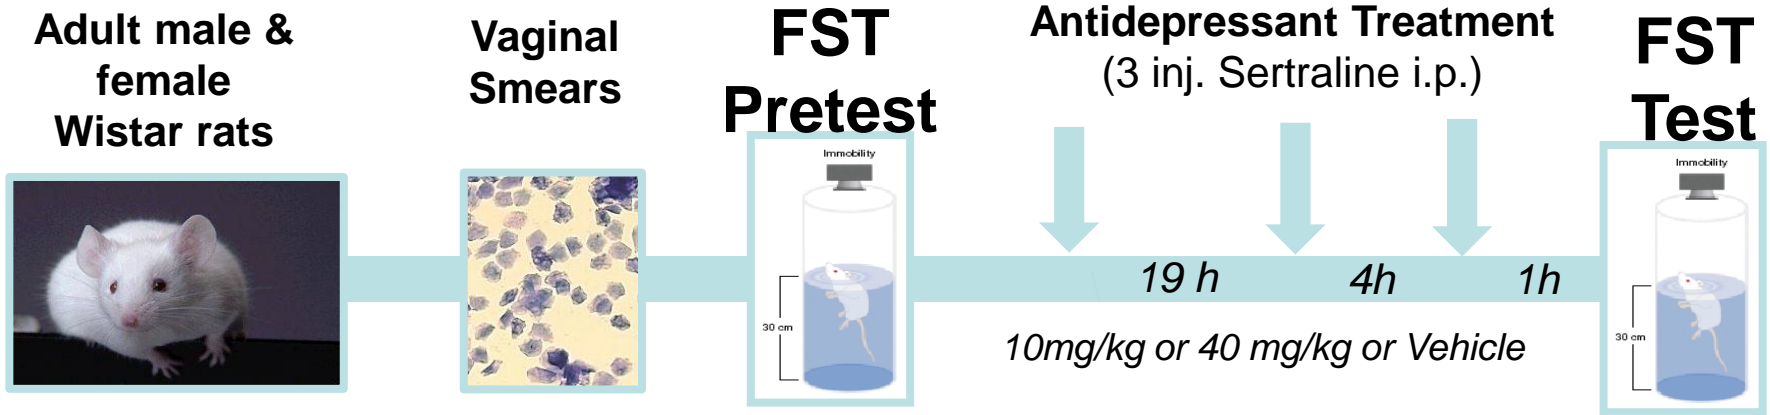 Adult male &
female
Wistar rats
Vaginal
Smears
FST
Pretest
Immobility
30 cm
Antidepressant Treatment
(3 inj. Sertraline i.p.)
19 h
4h
1h
10mg/kg or 40 mg/kg or Vehicle
FST
Test
Immobility
30 cm